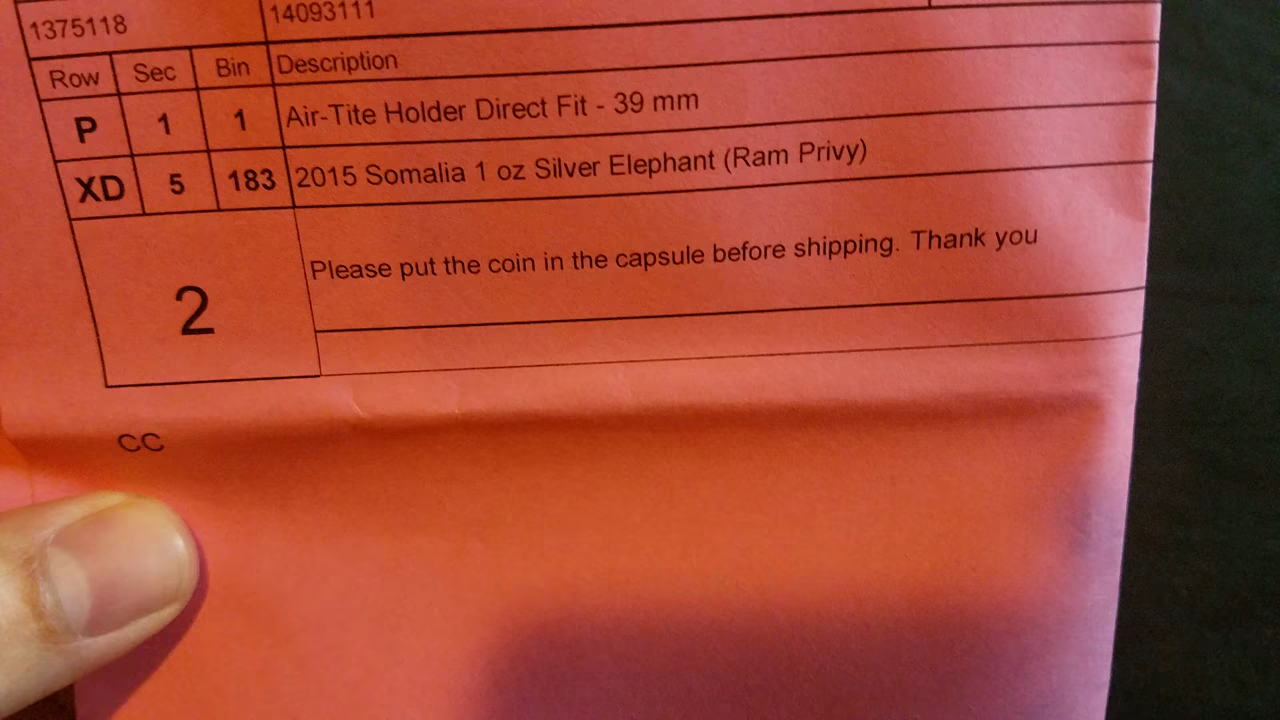 1375118 14093111
Row Sec Bin Description
P 1 1 Air-Tite Holder Direct Fit - 39 mm
XD 5 183 2015 Somalia 1 oz Silver Elephant (Ram Privy)
2 Please put the coin in the capsule before shipping. Thank you
CC